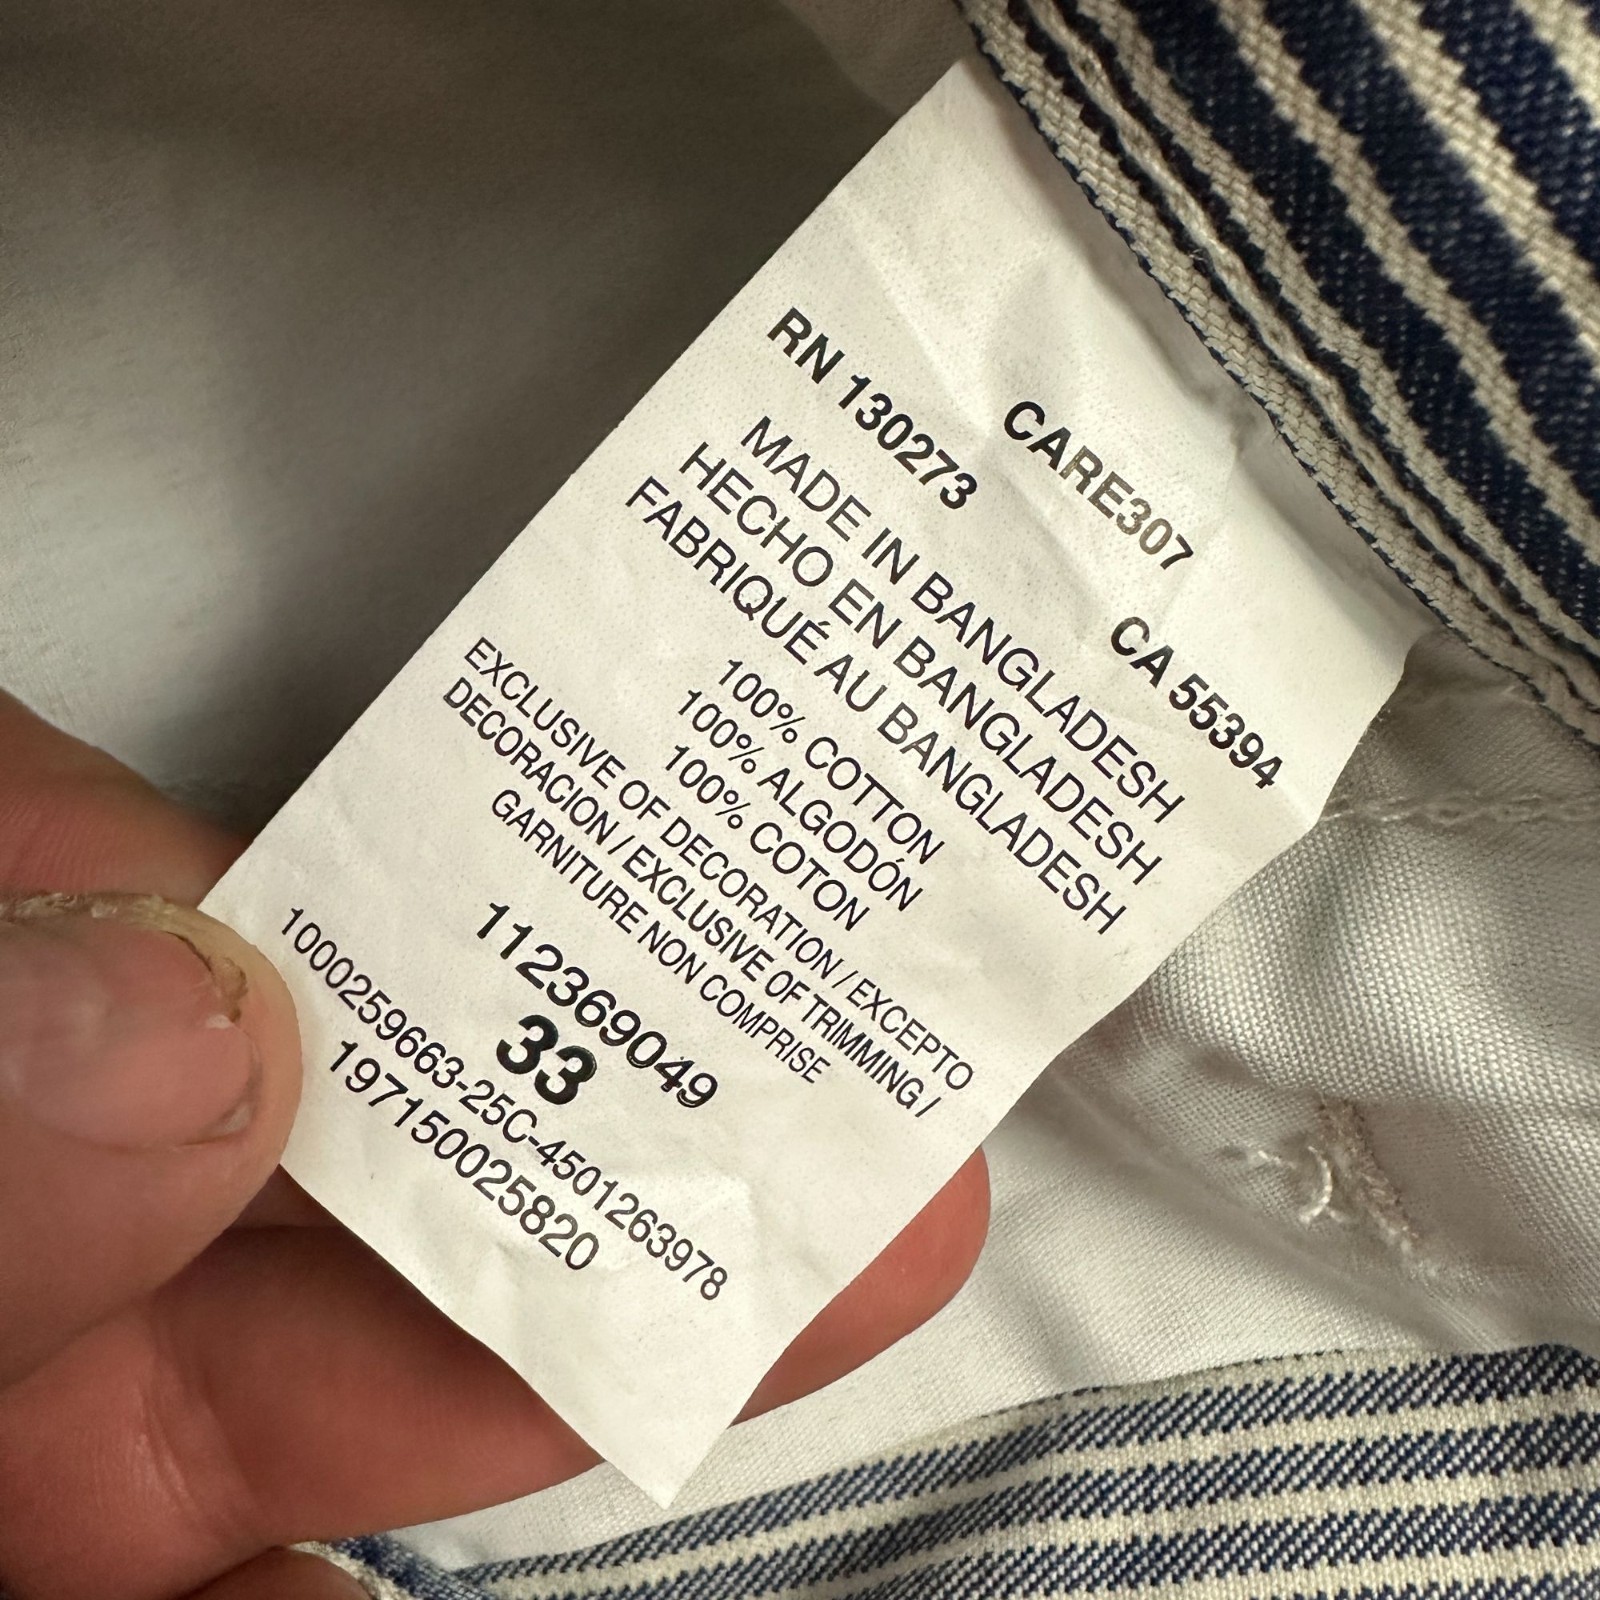 CARE307
RN 130273 CA 55394
MADE IN BANGLADESH
HECHO EN BANGLADESH
FABRIQUÉ AU BANGLADESH
100% COTTON
100% ALGODÓN
100% COTON
EXCLUSIVE OF DECORATION / EXCEPTO
DECORACION / EXCLUSIVE OF TRIMMING /
GARNITURE NON COMPRISE
112369049
33
1000259663-25C-4501263978
197150025820